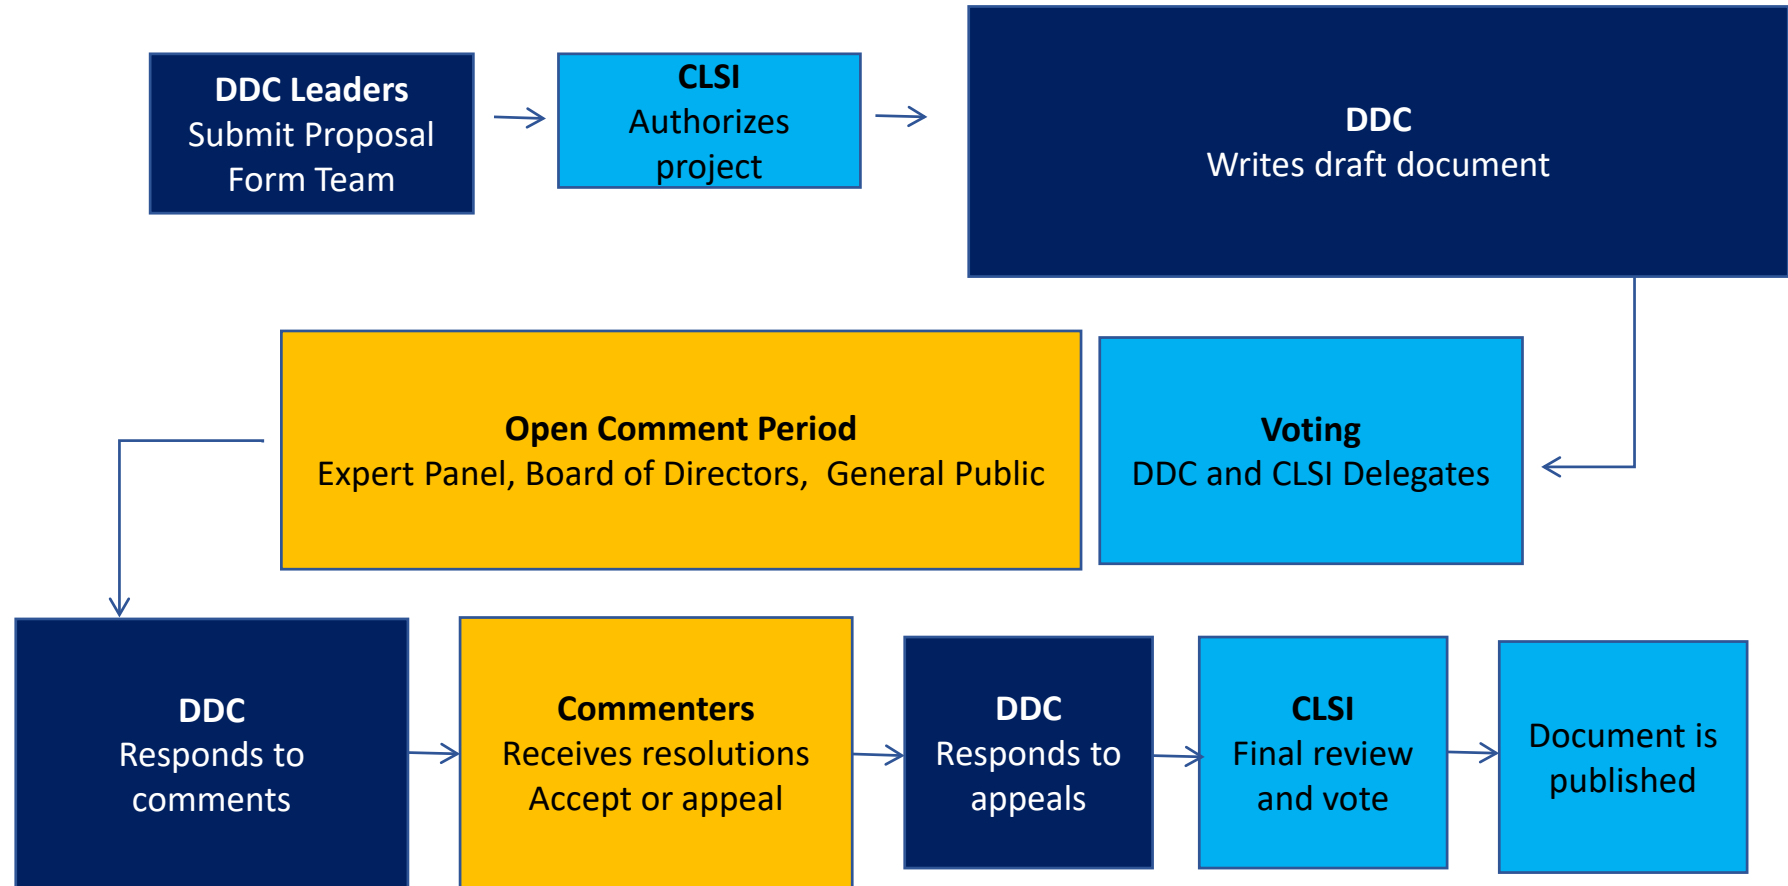 DDC Leaders
Submit Proposal
Form Team
CLSI
Authorizes
project
DDC
Writes draft document
Open Comment Period
Expert Panel, Board of Directors,  General Public
Voting
DDC and CLSI Delegates
DDC
Responds to
comments
Commenters
Receives resolutions
Accept or appeal
DDC
Responds to
appeals
CLSI
Final review
and vote
Document is
published